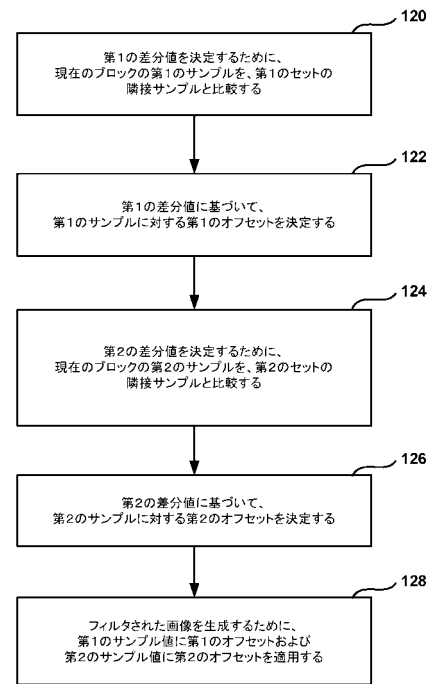 120
第1の差分値を決定するために、
現在のブロックの第1のサンプルを、第1のセットの
隣接サンプルと比較する
122
第1の差分値に基づいて、
第1のサンプルに対する第1のオフセットを決定する
124
第2の差分値を決定するために、
現在のブロックの第2のサンプルを、第2のセットの
隣接サンプルと比較する
126
第2の差分値に基づいて、
第2のサンプルに対する第2のオフセットを決定する
128
フィルタされた画像を生成するために、
第1のサンプル値に第1のオフセットおよび
第2のサンプル値に第2のオフセットを適用する